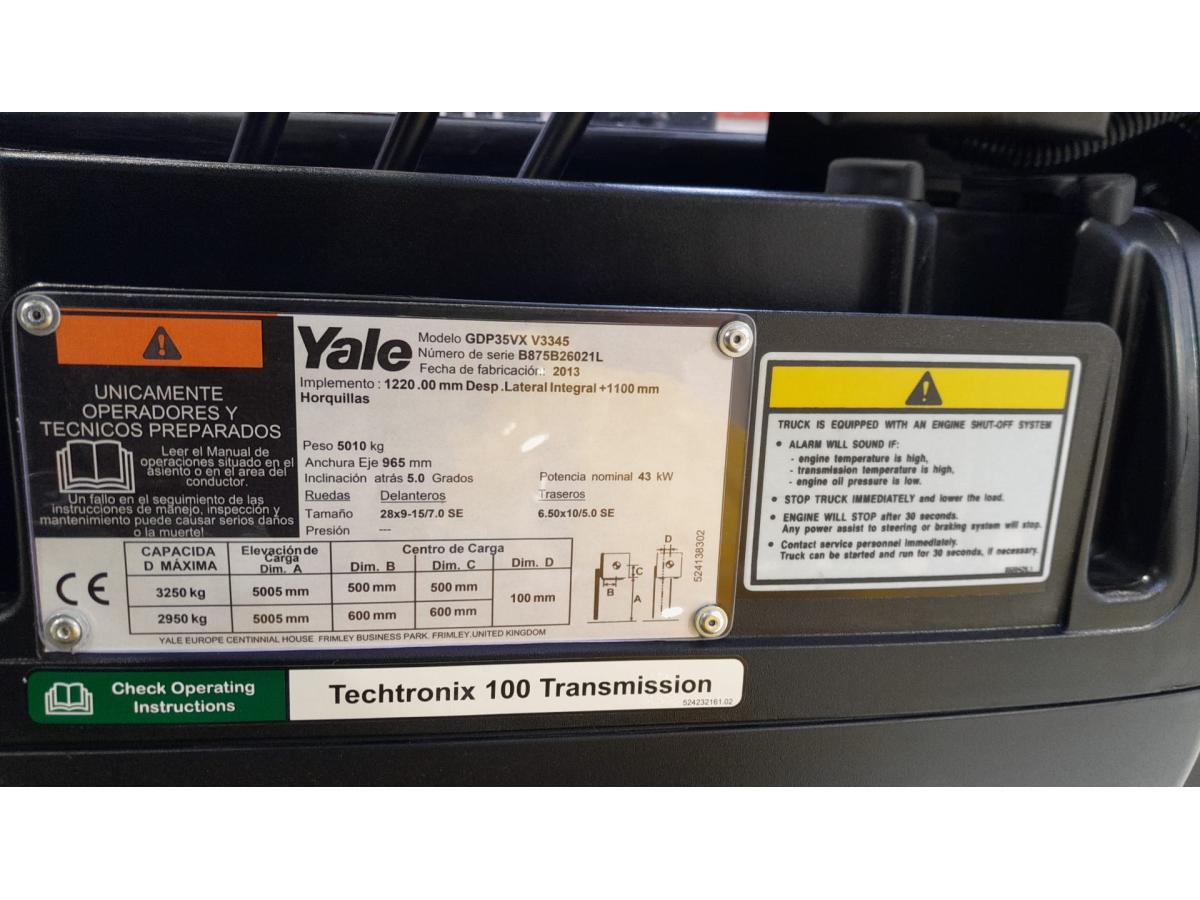 UNICAMENTE
OPERADORES Y
TECNICOS PREPARADOS
Leer el Manual de
operaciones situado en el
asiento o en el area del
conductor.
Un fallo en el seguimiento de las
instrucciones de manejo, inspección y
mantenimiento puede causar serios daños
o la muerte!
Yale
Modelo GDP35VX V3345
Número de serie B875B26021L
Fecha de fabricación: 2013
Implemento : 1220.00 mm Desp.Lateral Integral +1100 mm
Horquillas
Peso 5010 kg
Anchura Eje 965 mm
Inclinación atrás 5.0 Grados Potencia nominal 43 kW
Ruedas Delanteros Traseros
Tamaño 28x9-15/7.0 SE 6.50x10/5.0 SE
Presión ---
CE
CAPACIDA
D MÁXIMA
Elevación de
Carga
Dim. A
Centro de Carga
Dim. B Dim. C Dim. D
3250 kg 5005 mm 500 mm 500 mm 100 mm
2950 kg 5005 mm 600 mm 600 mm
B C A D
524138302
YALE EUROPE CENTINNIAL HOUSE FRIMLEY BUSINESS PARK. FRIMLEY.UNITED KINGDOM
Check Operating
Instructions
Techtronix 100 Transmission
524232161.02
TRUCK IS EQUIPPED WITH AN ENGINE SHUT-OFF SYSTEM
• ALARM WILL SOUND IF:
- engine temperature is high,
- transmission temperature is high,
- engine oil pressure is low.
• STOP TRUCK IMMEDIATELY and lower the load.
• ENGINE WILL STOP after 30 seconds.
Any power assist to steering or braking system will stop.
• Contact service personnel immediately.
Truck can be started and run for 30 seconds, if necessary.